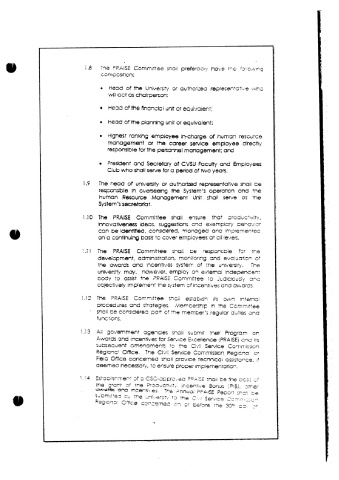 1.8 The PRAISE Committee shall preferably have the following
composition:
• Head of the University or authorized representative who
will act as chairperson;
• Head of the financial unit or equivalent;
• Head of the planning unit or equivalent;
• Highest ranking employee in-charge of human resource
management or the career service employee directly
responsible for the personnel management; and
• President and Secretary of CVSU Faculty and Employees
Club who shall serve for a period of two years.
1.9 The head of university or authorized representative shall be
responsible in overseeing the System's operation and the
Human Resource Management Unit shall serve as the
System's secretariat.
1.10 The PRAISE Committee shall ensure that productivity,
innovativeness ideas, suggestions and exemplary behavior
can be identified, considered, managed and implemented
on a continuing basis to cover employees at all levels.
1.11 The PRAISE Committee shall be responsible for the
development, administration, monitoring and evaluation of
the awards and incentives system of the university. The
university may, however, employ an external independent
body to assist the PRAISE Committee to judiciously and
objectively implement the system of incentives and awards.
1.12 The PRAISE Committee shall establish its own internal
procedures and strategies. Membership in the Committee
shall be considered part of the member's regular duties and
functions.
1.13 All government agencies shall submit their Program on
Awards and Incentives for Service Excellence (PRAISE) and its
subsequent amendments to the Civil Service Commission
Regional Office. The Civil Service Commission Regional or
Field Office concerned shall provide technical assistance, if
deemed necessary, to ensure proper implementation.
1.14 Establishment of a CSC-approved PRAISE shall be the basis of
the grant of the Productivity Incentive Bonus (PIB), other
awards and incentives. The Annual PRAISE Report shall be
submitted by the university to the Civil Service Commission
Regional Office concerned on or before the 30th day of